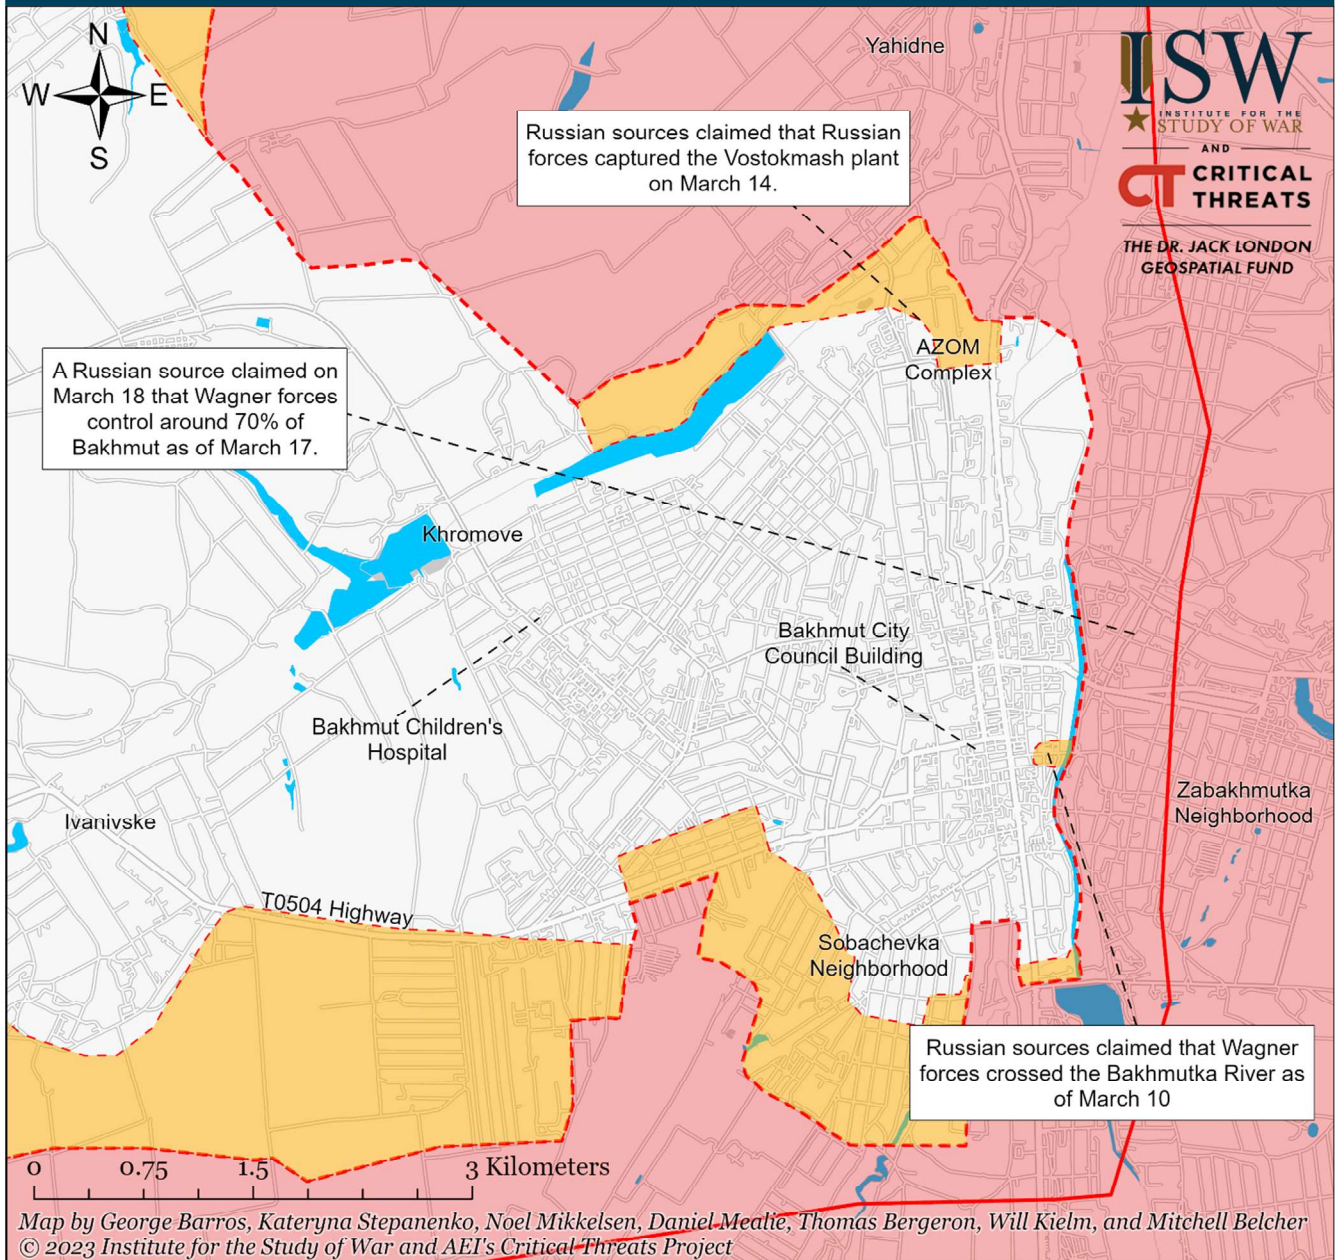 N
W
E
S
Yahidne
ISW
INSTITUTE FOR THE
STUDY OF WAR
AND
CT CRITICAL
THREATS
THE DR. JACK LONDON
GEOSPATIAL FUND
Russian sources claimed that Russian
forces captured the Vostokmash plant
on March 14.
AZOM
Complex
A Russian source claimed on
March 18 that Wagner forces
control around 70% of
Bakhmut as of March 17.
Khromove
Bakhmut City
Council Building
Bakhmut Children's
Hospital
Zabakhmutka
Neighborhood
Ivanivske
T0504 Highway
Sobachevka
Neighborhood
Russian sources claimed that Wagner
forces crossed the Bakhmutka River as
of March 10
0 0.75 1.5 3 Kilometers
Map by George Barros, Kateryna Stepanenko, Noel Mikkelsen, Daniel Mealie, Thomas Bergeron, Will Kielm, and Mitchell Belcher
© 2023 Institute for the Study of War and AEI's Critical Threats Project